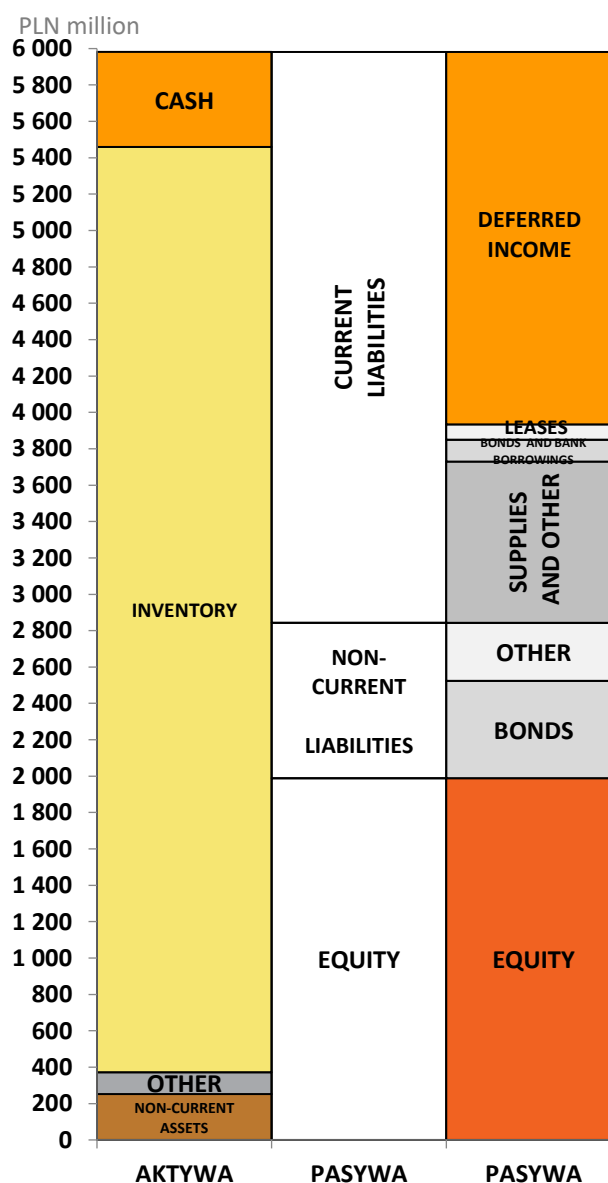 PLN million
6 000
5 800
5 600
5 400
5 200
5 000
4 800
4 600
4 400
4 200
4 000
3 800
3 600
3 400
3 200
3 000
2 800
2 600
2 400
2 200
2 000
1 800
1 600
1 400
1 200
1 000
800
600
400
200
0
CASH
INVENTORY
OTHER
NON-CURRENT
ASSETS
AKTYWA
CURRENT
LIABILITIES
NON-
CURRENT
LIABILITIES
EQUITY
PASYWA
DEFERRED
INCOME
LEASES
BONDS AND BANK
BORROWINGS
SUPPLIES
AND OTHER
OTHER
BONDS
EQUITY
PASYWA